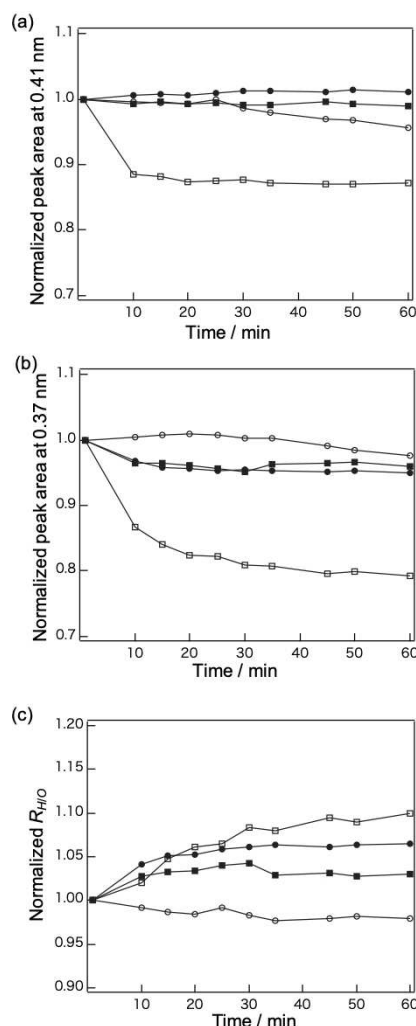 (a)
Normalized peak area at 0.41 nm
1.1
1.0
0.9
0.8
0.7
10 20 30 40 50 60
Time / min
(b)
Normalized peak area at 0.37 nm
1.1
1.0
0.9
0.8
0.7
10 20 30 40 50 60
Time / min
(c)
Normalized R_{H/O}
1.20
1.15
1.10
1.05
1.00
0.95
0.90
10 20 30 40 50 60
Time / min